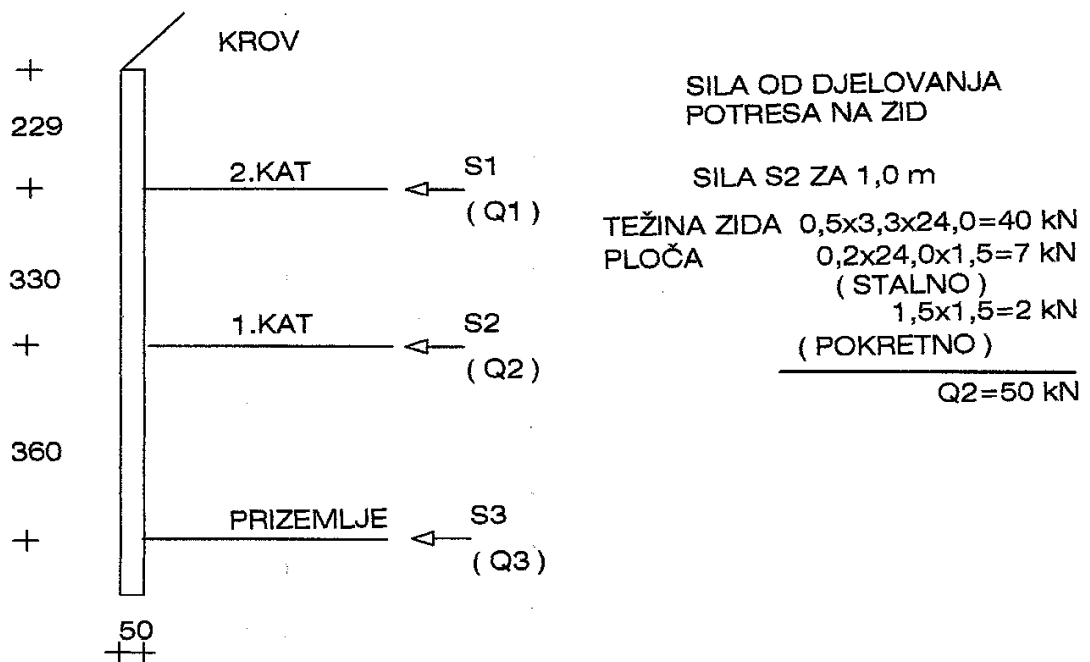 KROV
229
2.KAT
S1
( Q1 )
330
1.KAT
S2
( Q2 )
360
PRIZEMLJE
S3
( Q3 )
50
SILA OD DJELOVANJA
POTRESA NA ZID
SILA S2 ZA 1,0 m
TEŽINA ZIDA 0,5x3,3x24,0=40 kN
PLOČA 0,2x24,0x1,5=7 kN
( STALNO )
1,5x1,5=2 kN
( POKRETNO )
Q2=50 kN